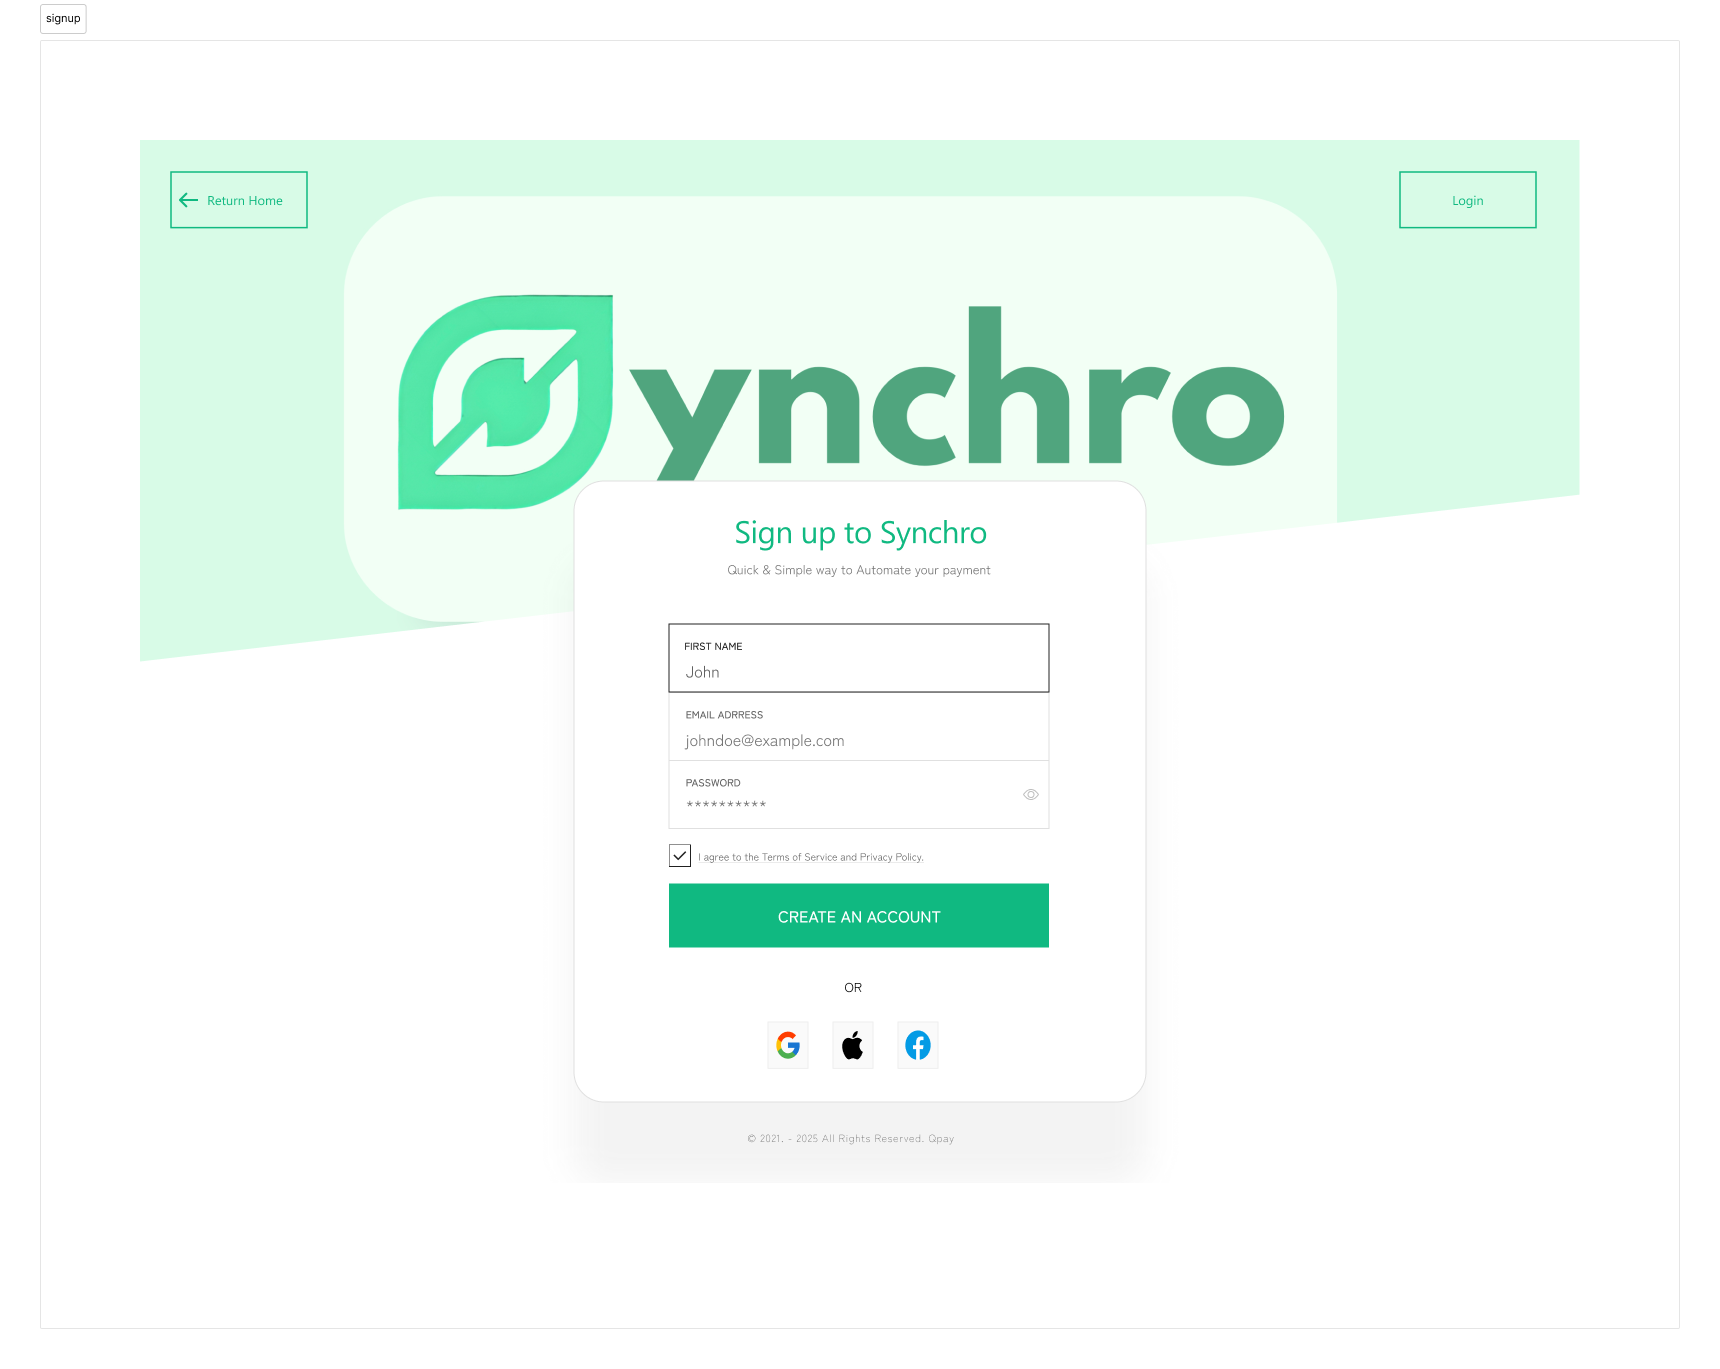 signup
Return Home
Login
ynchro
Sign up to Synchro
Quick & Simple way to Automate your payment
FIRST NAME
John
EMAIL ADRRESS
johndoe@example.com
PASSWORD
**********
I agree to the Terms of Service and Privacy Policy.
CREATE AN ACCOUNT
OR
© 2021. - 2025 All Rights Reserved. Qpay